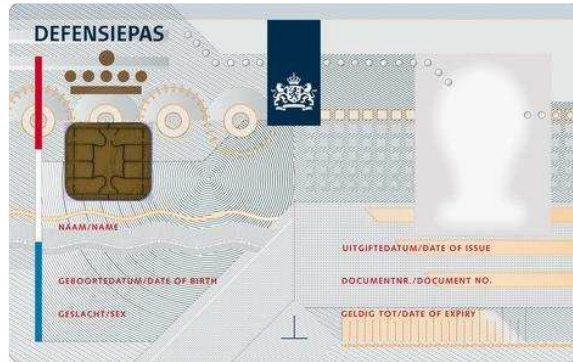 DEFENSIEPAS
NAAM/NAME
GEBOORTEDATUM/DATE OF BIRTH
GESLACHT/SEX
UITGIFTEDATUM/DATE OF ISSUE
DOCUMENTNR./DOCUMENT NO.
GELDIG TOT/DATE OF EXPIRY